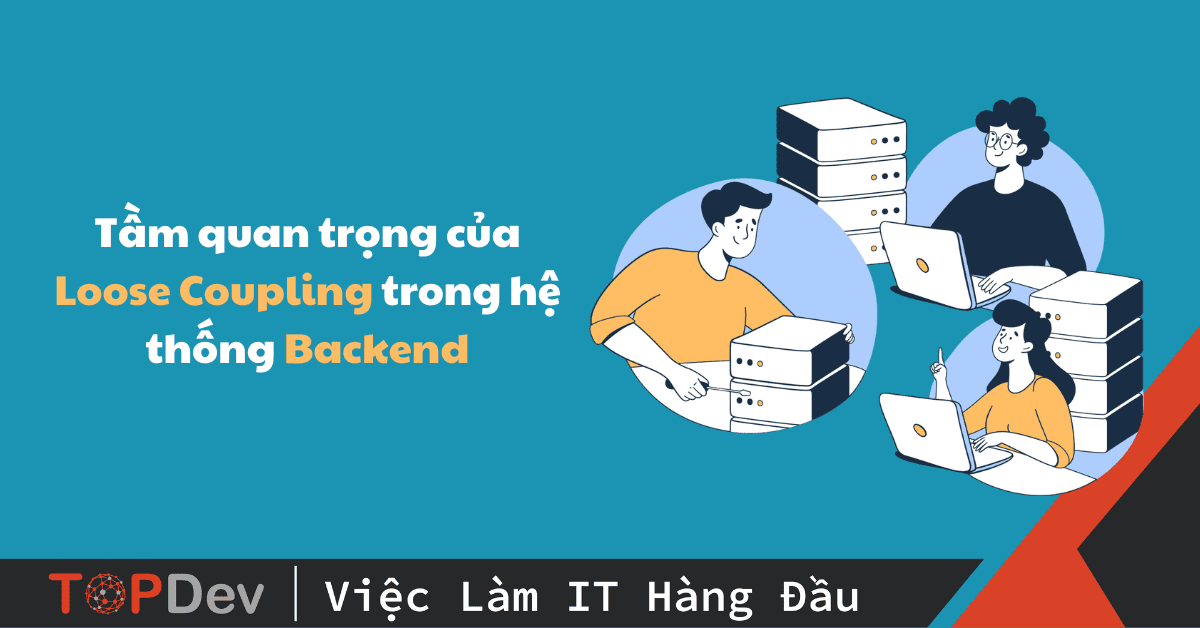 Tầm quan trọng của
Loose Coupling trong hệ
thống Backend
TOPDev
Việc Làm IT Hàng Đầu